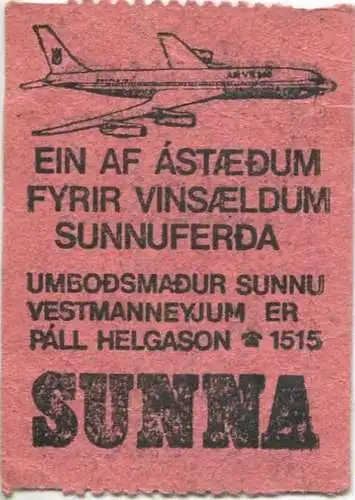 EIN AF ÁSTÆÐUM
FYRIR VINSÆLDUM
SUNNUFERÐA
UMBOÐSMAÐUR SUNNU
VESTMANNEYJUM ER
PÁLL HELGASON ☎ 1515
SUNNA